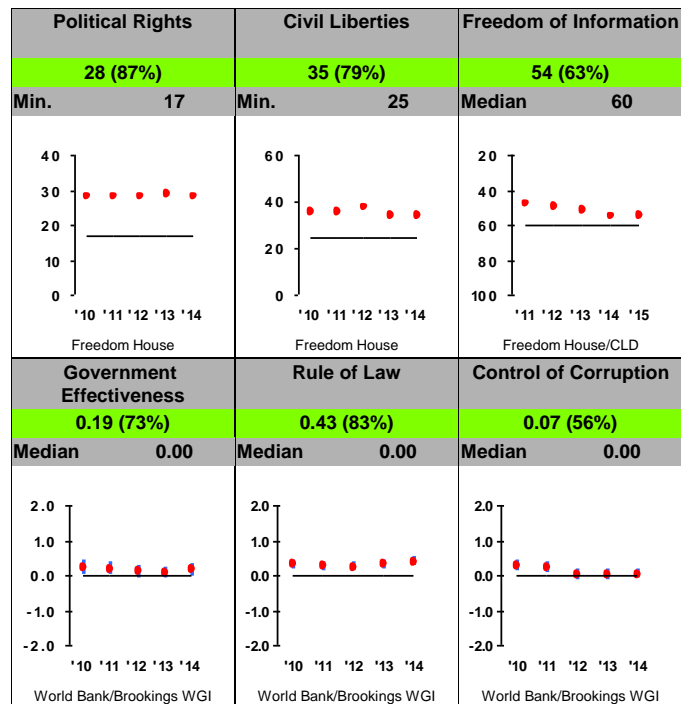 Political Rights
28 (87%)
Min. 17
40
30
20
10
0
'10 '11 '12 '13 '14
Freedom House
Civil Liberties
35 (79%)
Min. 25
60
40
20
0
'10 '11 '12 '13 '14
Freedom House
Freedom of Information
54 (63%)
Median 60
20
40
60
80
100
'11 '12 '13 '14 '15
Freedom House/CLD
Government
Effectiveness
0.19 (73%)
Median 0.00
2.0
1.0
0.0
-1.0
-2.0
'10 '11 '12 '13 '14
World Bank/Brookings WGI
Rule of Law
0.43 (83%)
Median 0.00
2.0
1.0
0.0
-1.0
-2.0
'10 '11 '12 '13 '14
World Bank/Brookings WGI
Control of Corruption
0.07 (56%)
Median 0.00
2.0
1.0
0.0
-1.0
-2.0
'10 '11 '12 '13 '14
World Bank/Brookings WGI